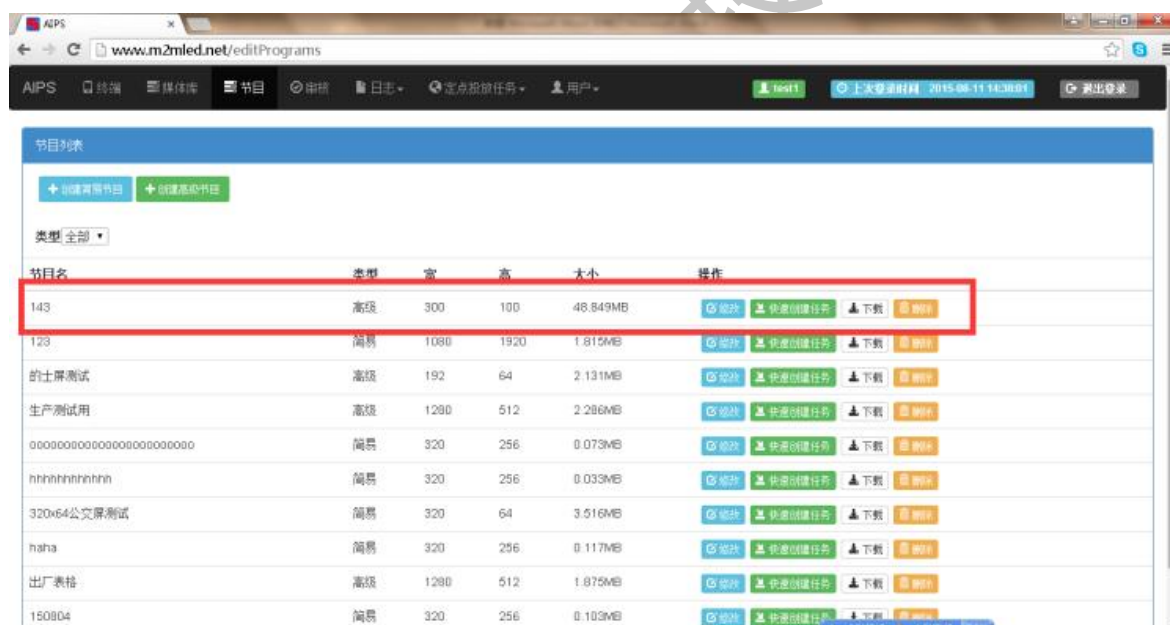 AIPS
www.m2mled.net/editPrograms
AIPS 终端 媒体库 节目 审核 日志 定点投放任务 用户 test1 上次登录时间 2015-08-11 14:38:01 退出登录
节目列表
创建简易节目 创建高级节目
类型 全部
节目名 类型 宽 高 大小 操作
143 高级 300 100 48.849MB 修改 快速创建任务 下载 删除
123 简易 1080 1920 1.815MB 修改 快速创建任务 下载 删除
的士屏测试 高级 192 64 2.131MB 修改 快速创建任务 下载 删除
生产测试用 高级 1280 512 2.286MB 修改 快速创建任务 下载 删除
oooooooooooooooooooooooo 简易 320 256 0.073MB 修改 快速创建任务 下载 删除
hhhhhhhhhhhh 简易 320 256 0.033MB 修改 快速创建任务 下载 删除
320x64公交屏测试 简易 320 64 3.516MB 修改 快速创建任务 下载 删除
haha 简易 320 256 0.117MB 修改 快速创建任务 下载 删除
出厂表格 高级 1280 512 1.875MB 修改 快速创建任务 下载 删除
150804 简易 320 256 0.103MB 修改 快速创建任务 下载 删除